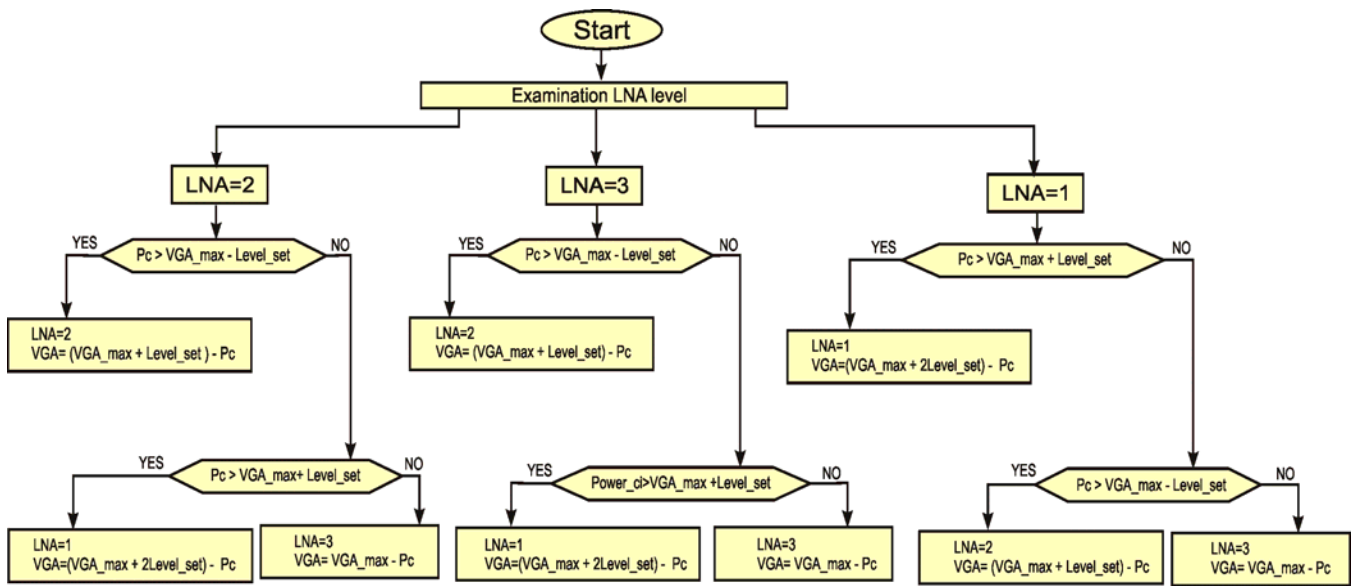 Start
Examination LNA level
LNA=2
LNA=3
LNA=1
YES
Pc > VGA_max - Level_set
NO
YES
Pc > VGA_max - Level_set
NO
YES
Pc > VGA_max + Level_set
NO
LNA=2
VGA= (VGA_max + Level_set ) - Pc
LNA=2
VGA= (VGA_max + Level_set) - Pc
LNA=1
VGA=(VGA_max + 2Level_set) - Pc
YES
Pc > VGA_max+ Level_set
NO
YES
Power_ci>VGA_max +Level_set
NO
YES
Pc > VGA_max - Level_set
NO
LNA=1
VGA=(VGA_max + 2Level_set) - Pc
LNA=3
VGA= VGA_max - Pc
LNA=1
VGA=(VGA_max + 2Level_set) - Pc
LNA=3
VGA= VGA_max - Pc
LNA=2
VGA= (VGA_max + Level_set) - Pc
LNA=3
VGA= VGA_max - Pc